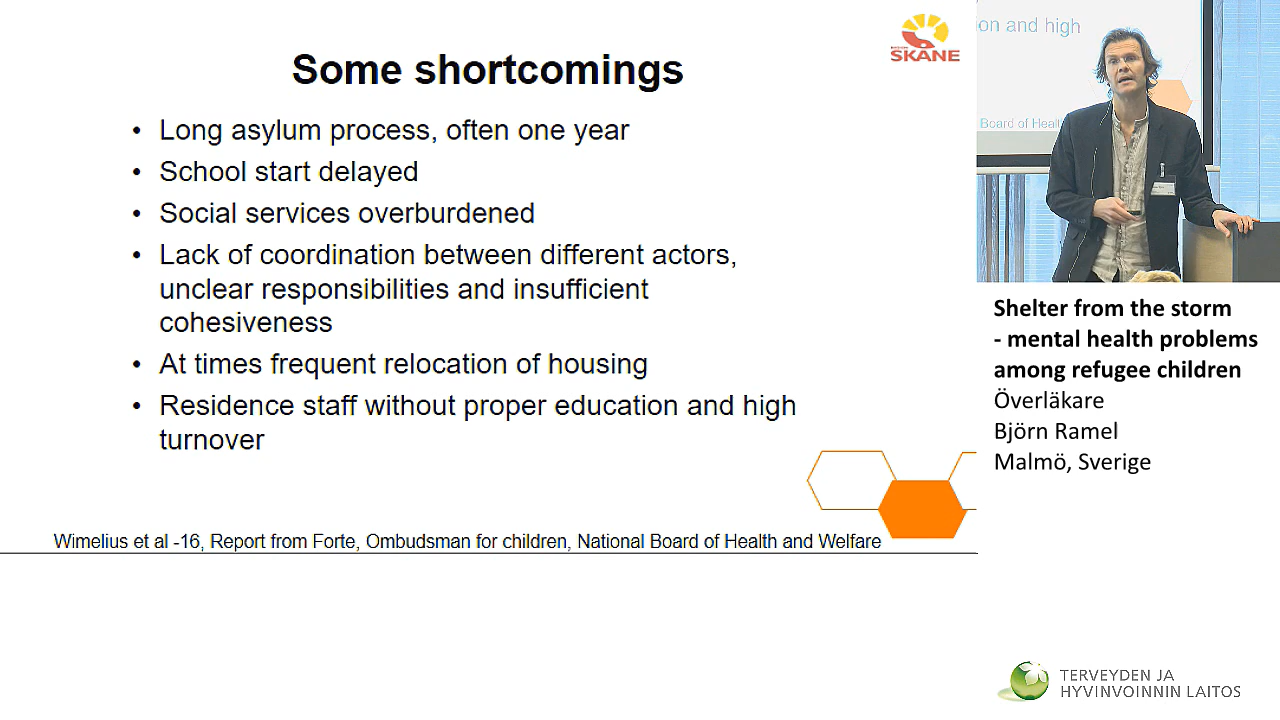 Some shortcomings
• Long asylum process, often one year
• School start delayed
• Social services overburdened
• Lack of coordination between different actors,
unclear responsibilities and insufficient
cohesiveness
• At times frequent relocation of housing
• Residence staff without proper education and high
turnover
Wimelius et al -16, Report from Forte, Ombudsman for children, National Board of Health and Welfare
SKÅNE
on and high
Board of Healt
Shelter from the storm
- mental health problems
among refugee children
Överläkare
Björn Ramel
Malmö, Sverige
TERVEYDEN JA
HYVINVOINNIN LAITOS